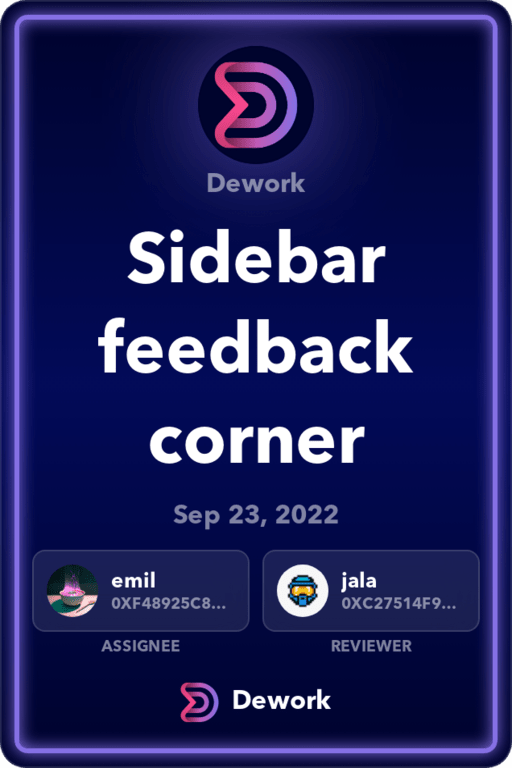 Dework
Sidebar
feedback
corner
Sep 23, 2022
emil
0XF48925C8...
jala
0XC27514F9...
ASSIGNEE
REVIEWER
Dework